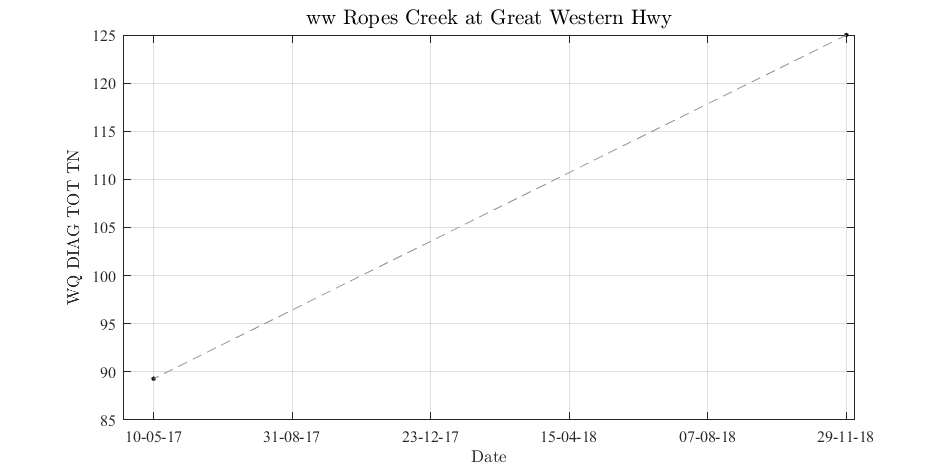 ww Ropes Creek at Great Western Hwy
125
120
115
110
105
100
95
90
85
WQ DIAG TOT TN
10-05-17 31-08-17 23-12-17 15-04-18 07-08-18 29-11-18
Date